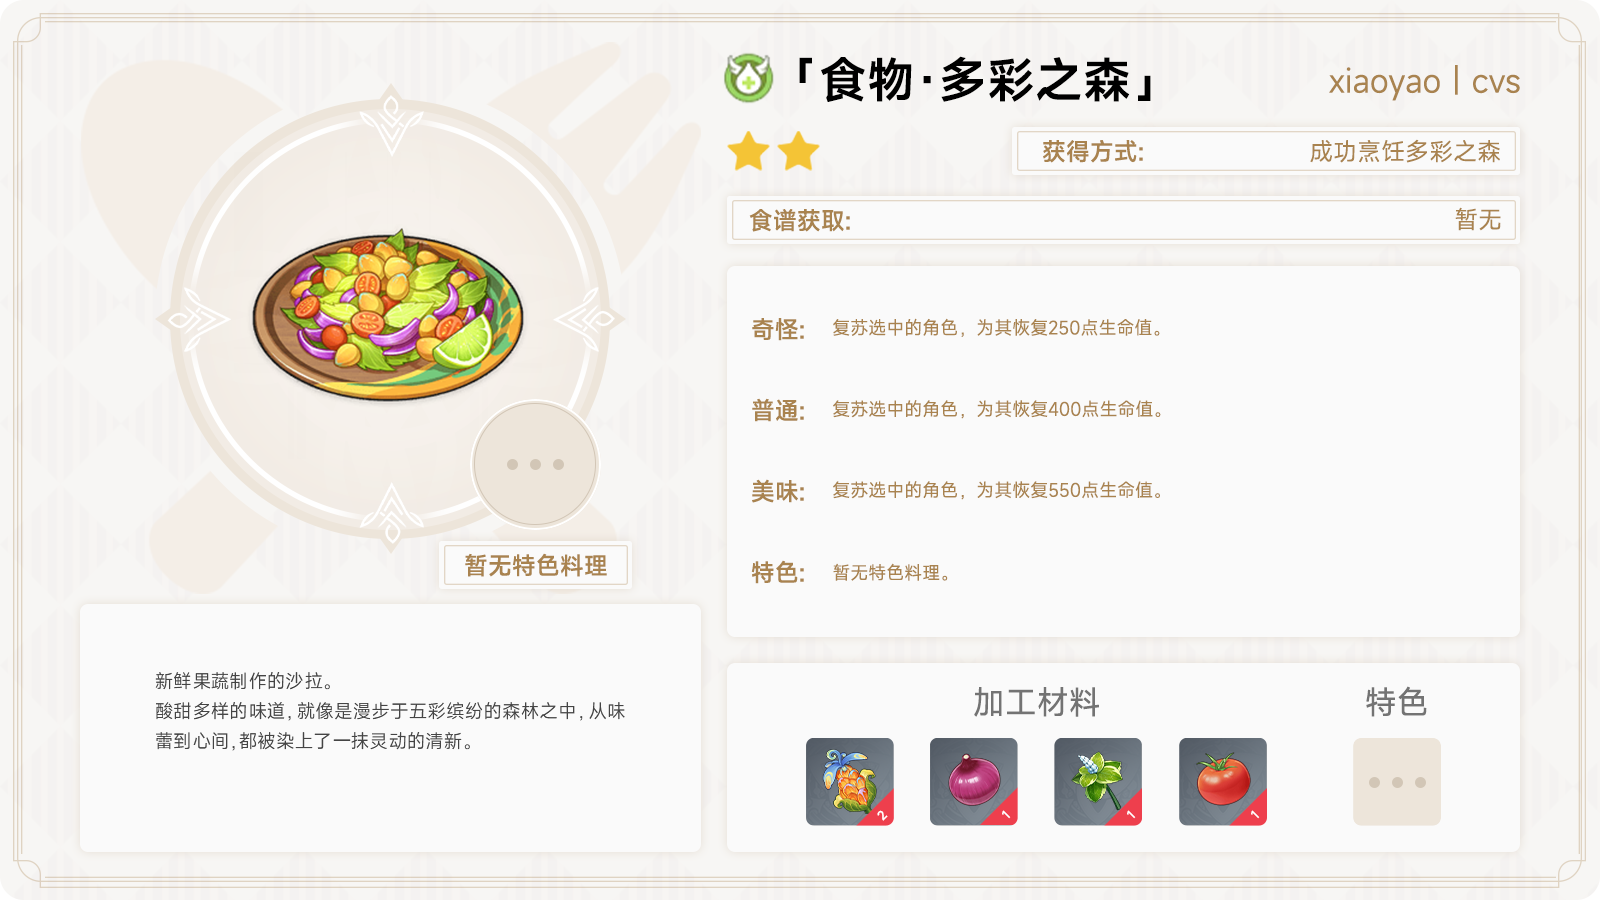 「食物·多彩之森」
xiaoyao | cvs
获得方式:
成功烹饪多彩之森
食谱获取:
暂无
奇怪:
复苏选中的角色，为其恢复250点生命值。
普通:
复苏选中的角色，为其恢复400点生命值。
美味:
复苏选中的角色，为其恢复550点生命值。
特色:
暂无特色料理。
暂无特色料理
新鲜果蔬制作的沙拉。
酸甜多样的味道，就像是漫步于五彩缤纷的森林之中，从味
蕾到心间，都被染上了一抹灵动的清新。
加工材料
特色
2
1
1
1